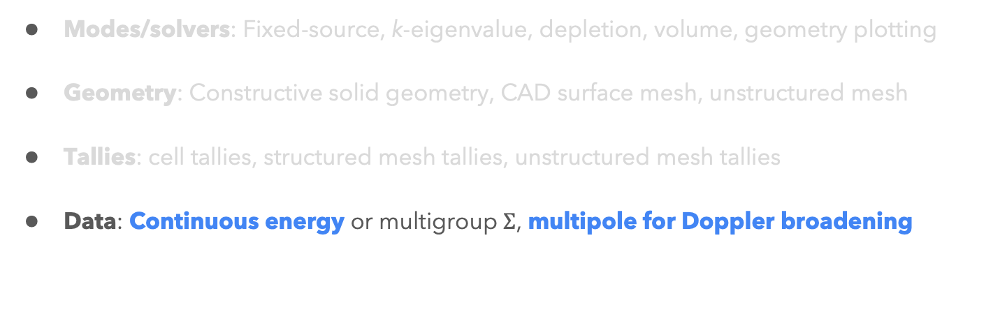 ● Modes/solvers: Fixed-source, k-eigenvalue, depletion, volume, geometry plotting
● Geometry: Constructive solid geometry, CAD surface mesh, unstructured mesh
● Tallies: cell tallies, structured mesh tallies, unstructured mesh tallies
● Data: Continuous energy or multigroup Σ, multipole for Doppler broadening